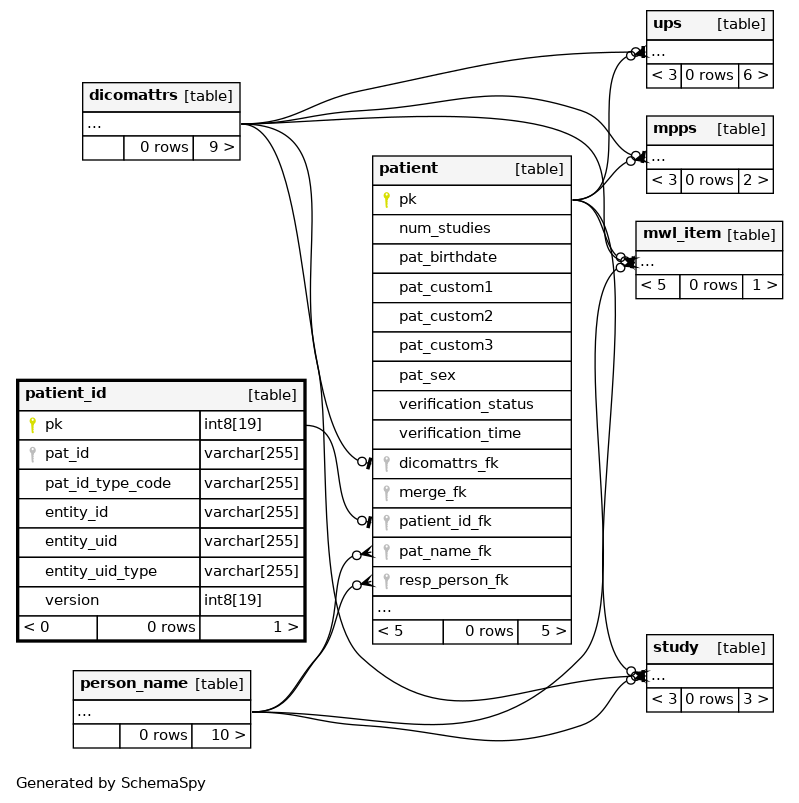 ups [table]
...
< 3 0 rows 6 >
dicomattrs [table]
...
0 rows 9 >
mpps [table]
...
< 3 0 rows 2 >
patient [table]
pk
num_studies
pat_birthdate
pat_custom1
pat_custom2
pat_custom3
pat_sex
verification_status
verification_time
dicomattrs_fk
merge_fk
patient_id_fk
pat_name_fk
resp_person_fk
...
< 5 0 rows 5 >
mwl_item [table]
...
< 5 0 rows 1 >
patient_id [table]
pk int8[19]
pat_id varchar[255]
pat_id_type_code varchar[255]
entity_id varchar[255]
entity_uid varchar[255]
entity_uid_type varchar[255]
version int8[19]
< 0 0 rows 1 >
study [table]
...
< 3 0 rows 3 >
person_name [table]
...
0 rows 10 >
Generated by SchemaSpy